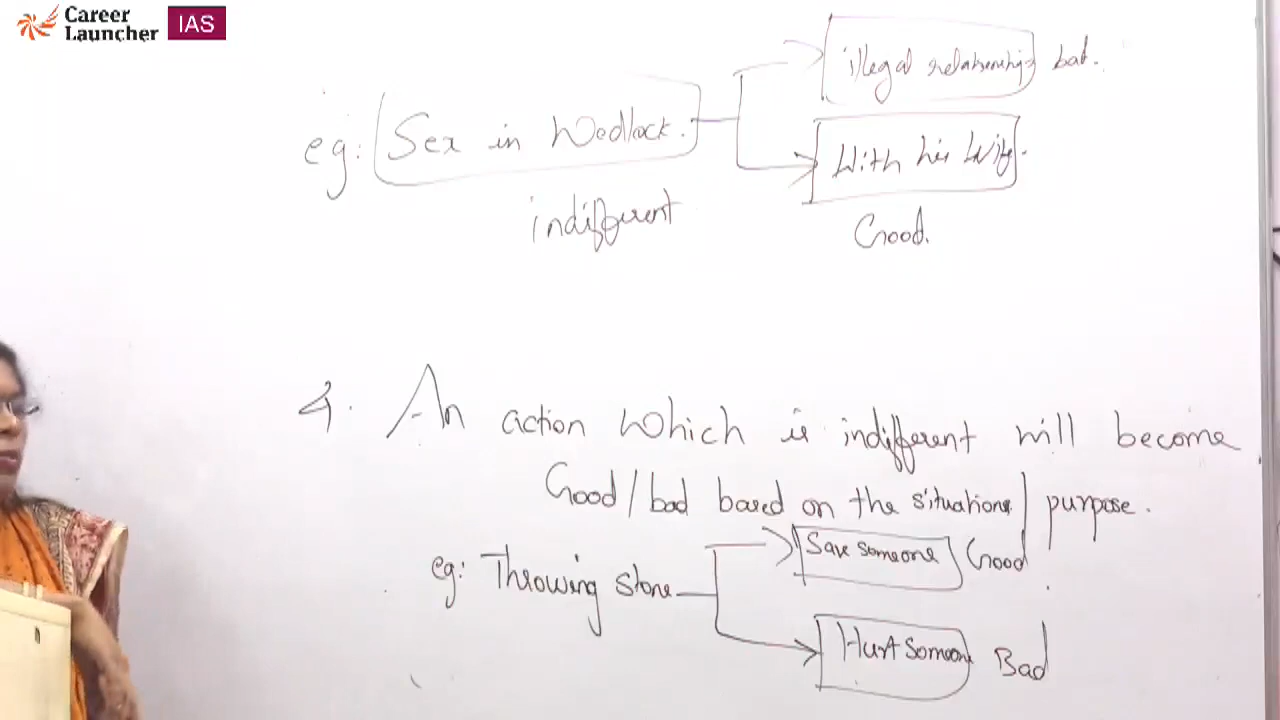 Career
Launcher IAS
illegal relationship bad.
eg: Sex in Wedlock.
With his Wife.
indifferent
Good.
4. An action which is indifferent will become
Good/bad based on the situations/purpose.
Save someone Good
eg: Throwing stone
Hurt someone Bad